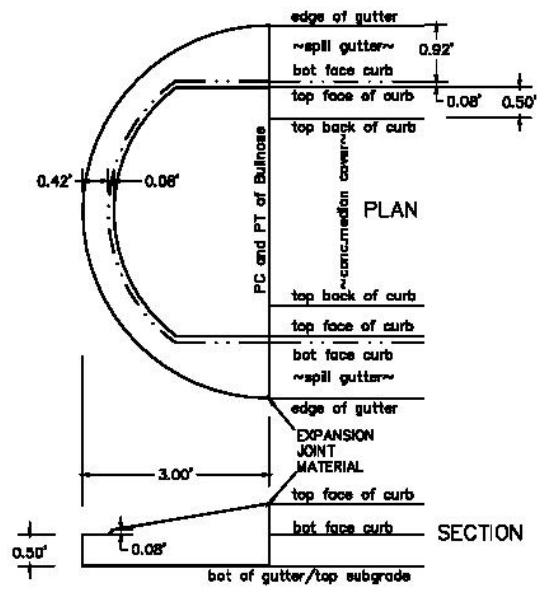 edge of gutter
~spill gutter~
0.92'
bot face curb
top face of curb
0.08'
0.50'
top back of curb
0.42'
0.08'
PC and PT of Bullnose
~conc.median cover~
PLAN
top back of curb
top face of curb
bot face curb
~spill gutter~
edge of gutter
EXPANSION
JOINT
MATERIAL
3.00'
top face of curb
bot face curb
SECTION
0.50'
0.08'
bot of gutter/top subgrade